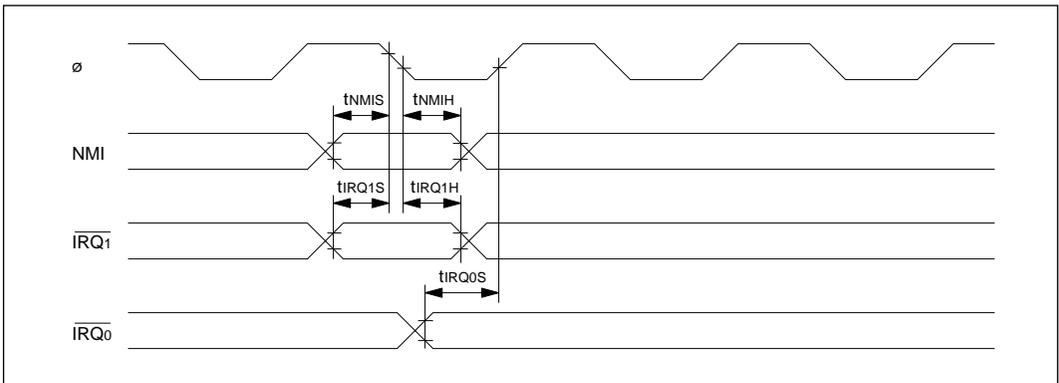 ø
tNMIS tNMIH
NMI
tIRQ1S tIRQ1H
IRQ1
tIRQ0S
IRQ0